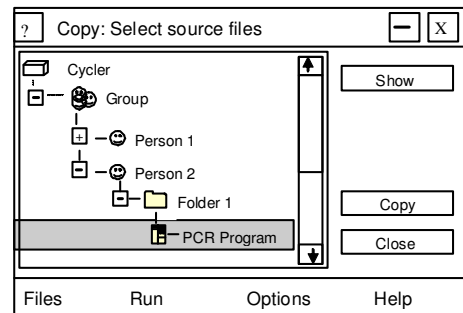 ? Copy: Select source files X
Cycler
Show
Group
Person 1
Person 2
Folder 1
Copy
PCR Program
Close
Files Run Options Help